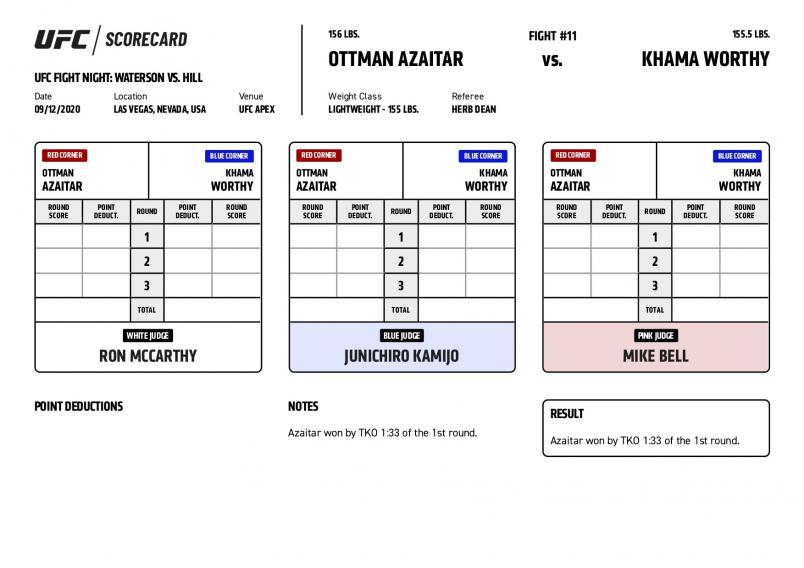 UFC / SCORECARD
UFC FIGHT NIGHT: WATERSON VS. HILL
Date Location Venue
09/12/2020 LAS VEGAS, NEVADA, USA UFC APEX
156 LBS. FIGHT #11 155.5 LBS.
OTTMAN AZAITAR VS. KHAMA WORTHY
Weight Class Referee
LIGHTWEIGHT - 155 LBS. HERB DEAN
RED CORNER BLUE CORNER
OTTMAN KHAMA
AZAITAR WORTHY
ROUND POINT ROUND POINT ROUND
SCORE DEDUCT. DEDUCT. SCORE
1
2
3
TOTAL
WHITE JUDGE
RON MCCARTHY
RED CORNER BLUE CORNER
OTTMAN KHAMA
AZAITAR WORTHY
ROUND POINT ROUND POINT ROUND
SCORE DEDUCT. DEDUCT. SCORE
1
2
3
TOTAL
BLUE JUDGE
JUNICHIRO KAMIJO
RED CORNER BLUE CORNER
OTTMAN KHAMA
AZAITAR WORTHY
ROUND POINT ROUND POINT ROUND
SCORE DEDUCT. DEDUCT. SCORE
1
2
3
TOTAL
PINK JUDGE
MIKE BELL
POINT DEDUCTIONS
NOTES
Azaitar won by TKO 1:33 of the 1st round.
RESULT
Azaitar won by TKO 1:33 of the 1st round.